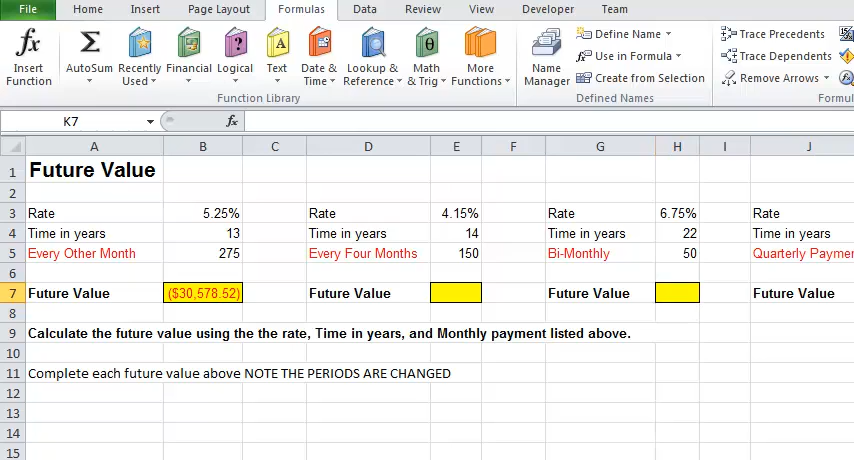 File Home Insert Page Layout Formulas Data Review View Developer Team
fx Σ A θ
Define Name Trace Precedents
Use in Formula Trace Dependents
Create from Selection Remove Arrows
Insert AutoSum Recently Financial Logical Text Date & Lookup & Math More Name
Function Used Time Reference & Trig Functions Manager
Function Library Defined Names Formul
K7 fx
A B C D E F G H I J
1 Future Value
2
3 Rate 5.25% Rate 4.15% Rate 6.75% Rate
4 Time in years 13 Time in years 14 Time in years 22 Time in years
5 Every Other Month 275 Every Four Months 150 Bi-Monthly 50 Quarterly Paymer
6
7 Future Value ($30,578.52) Future Value Future Value Future Value
8
9 Calculate the future value using the the rate, Time in years, and Monthly payment listed above.
10
11 Complete each future value above NOTE THE PERIODS ARE CHANGED
12
13
14
15